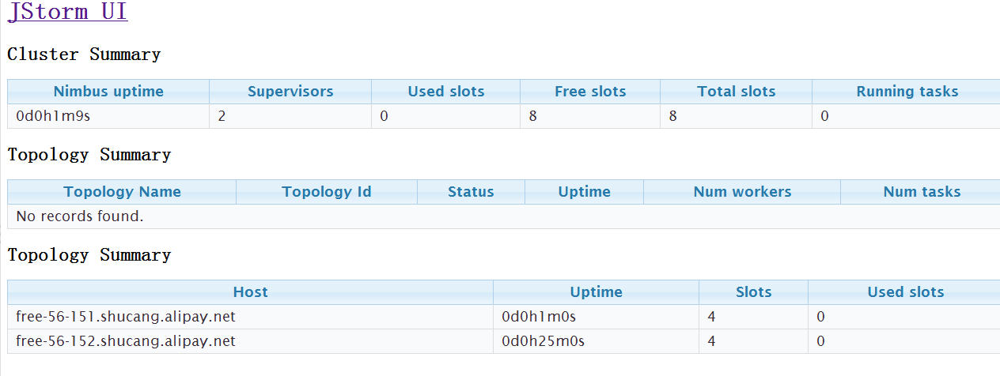 JStorm UI
Cluster Summary
Nimbus uptime Supervisors Used slots Free slots Total slots Running tasks
0d0h1m9s 2 0 8 8 0
Topology Summary
Topology Name Topology Id Status Uptime Num workers Num tasks
No records found.
Topology Summary
Host Uptime Slots Used slots
free-56-151.shucang.alipay.net 0d0h1m0s 4 0
free-56-152.shucang.alipay.net 0d0h25m0s 4 0